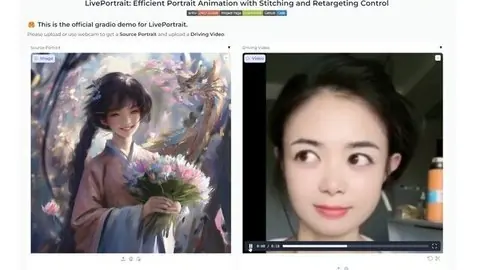 LivePortrait: Efficient Portrait Animation with Stitching and Retargeting Control
🤗 This is the official gradio demo for LivePortrait.
Please upload or use webcam to get a Source Portrait and upload a Driving Video.
Source Portrait
Driving Video
Image
Video